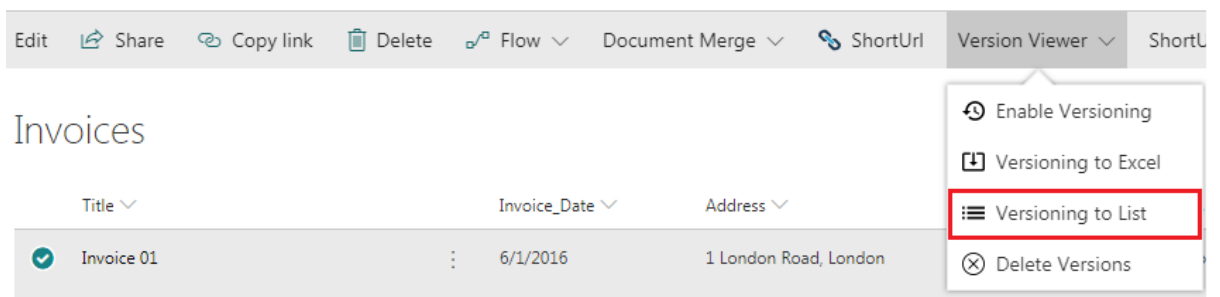 Edit Share Copy link Delete Flow Document Merge ShortUrl Version Viewer ShortU
Enable Versioning
Invoices
Versioning to Excel
Title Invoice_Date Address
Versioning to List
Invoice 01 6/1/2016 1 London Road, London
Delete Versions